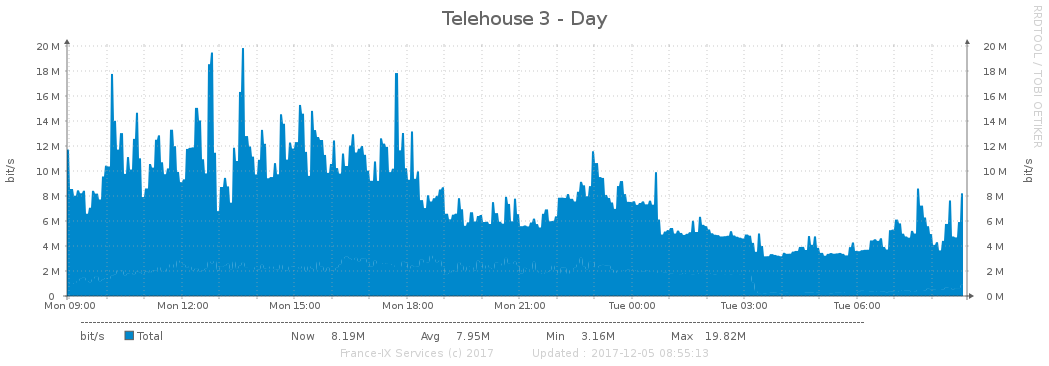 Telehouse 3 - Day
RRDTOOL / TOBI OETIKER
bit/s
20 M 20 M
18 M 18 M
16 M 16 M
14 M 14 M
12 M 12 M
10 M 10 M
8 M 8 M
6 M 6 M
4 M 4 M
2 M 2 M
0 0 M
bit/s
Mon 09:00 Mon 12:00 Mon 15:00 Mon 18:00 Mon 21:00 Tue 00:00 Tue 03:00 Tue 06:00
bit/s Total Now 8.19M Avg 7.95M Min 3.16M Max 19.82M
France-IX Services (c) 2017 Updated : 2017-12-05 08:55:13